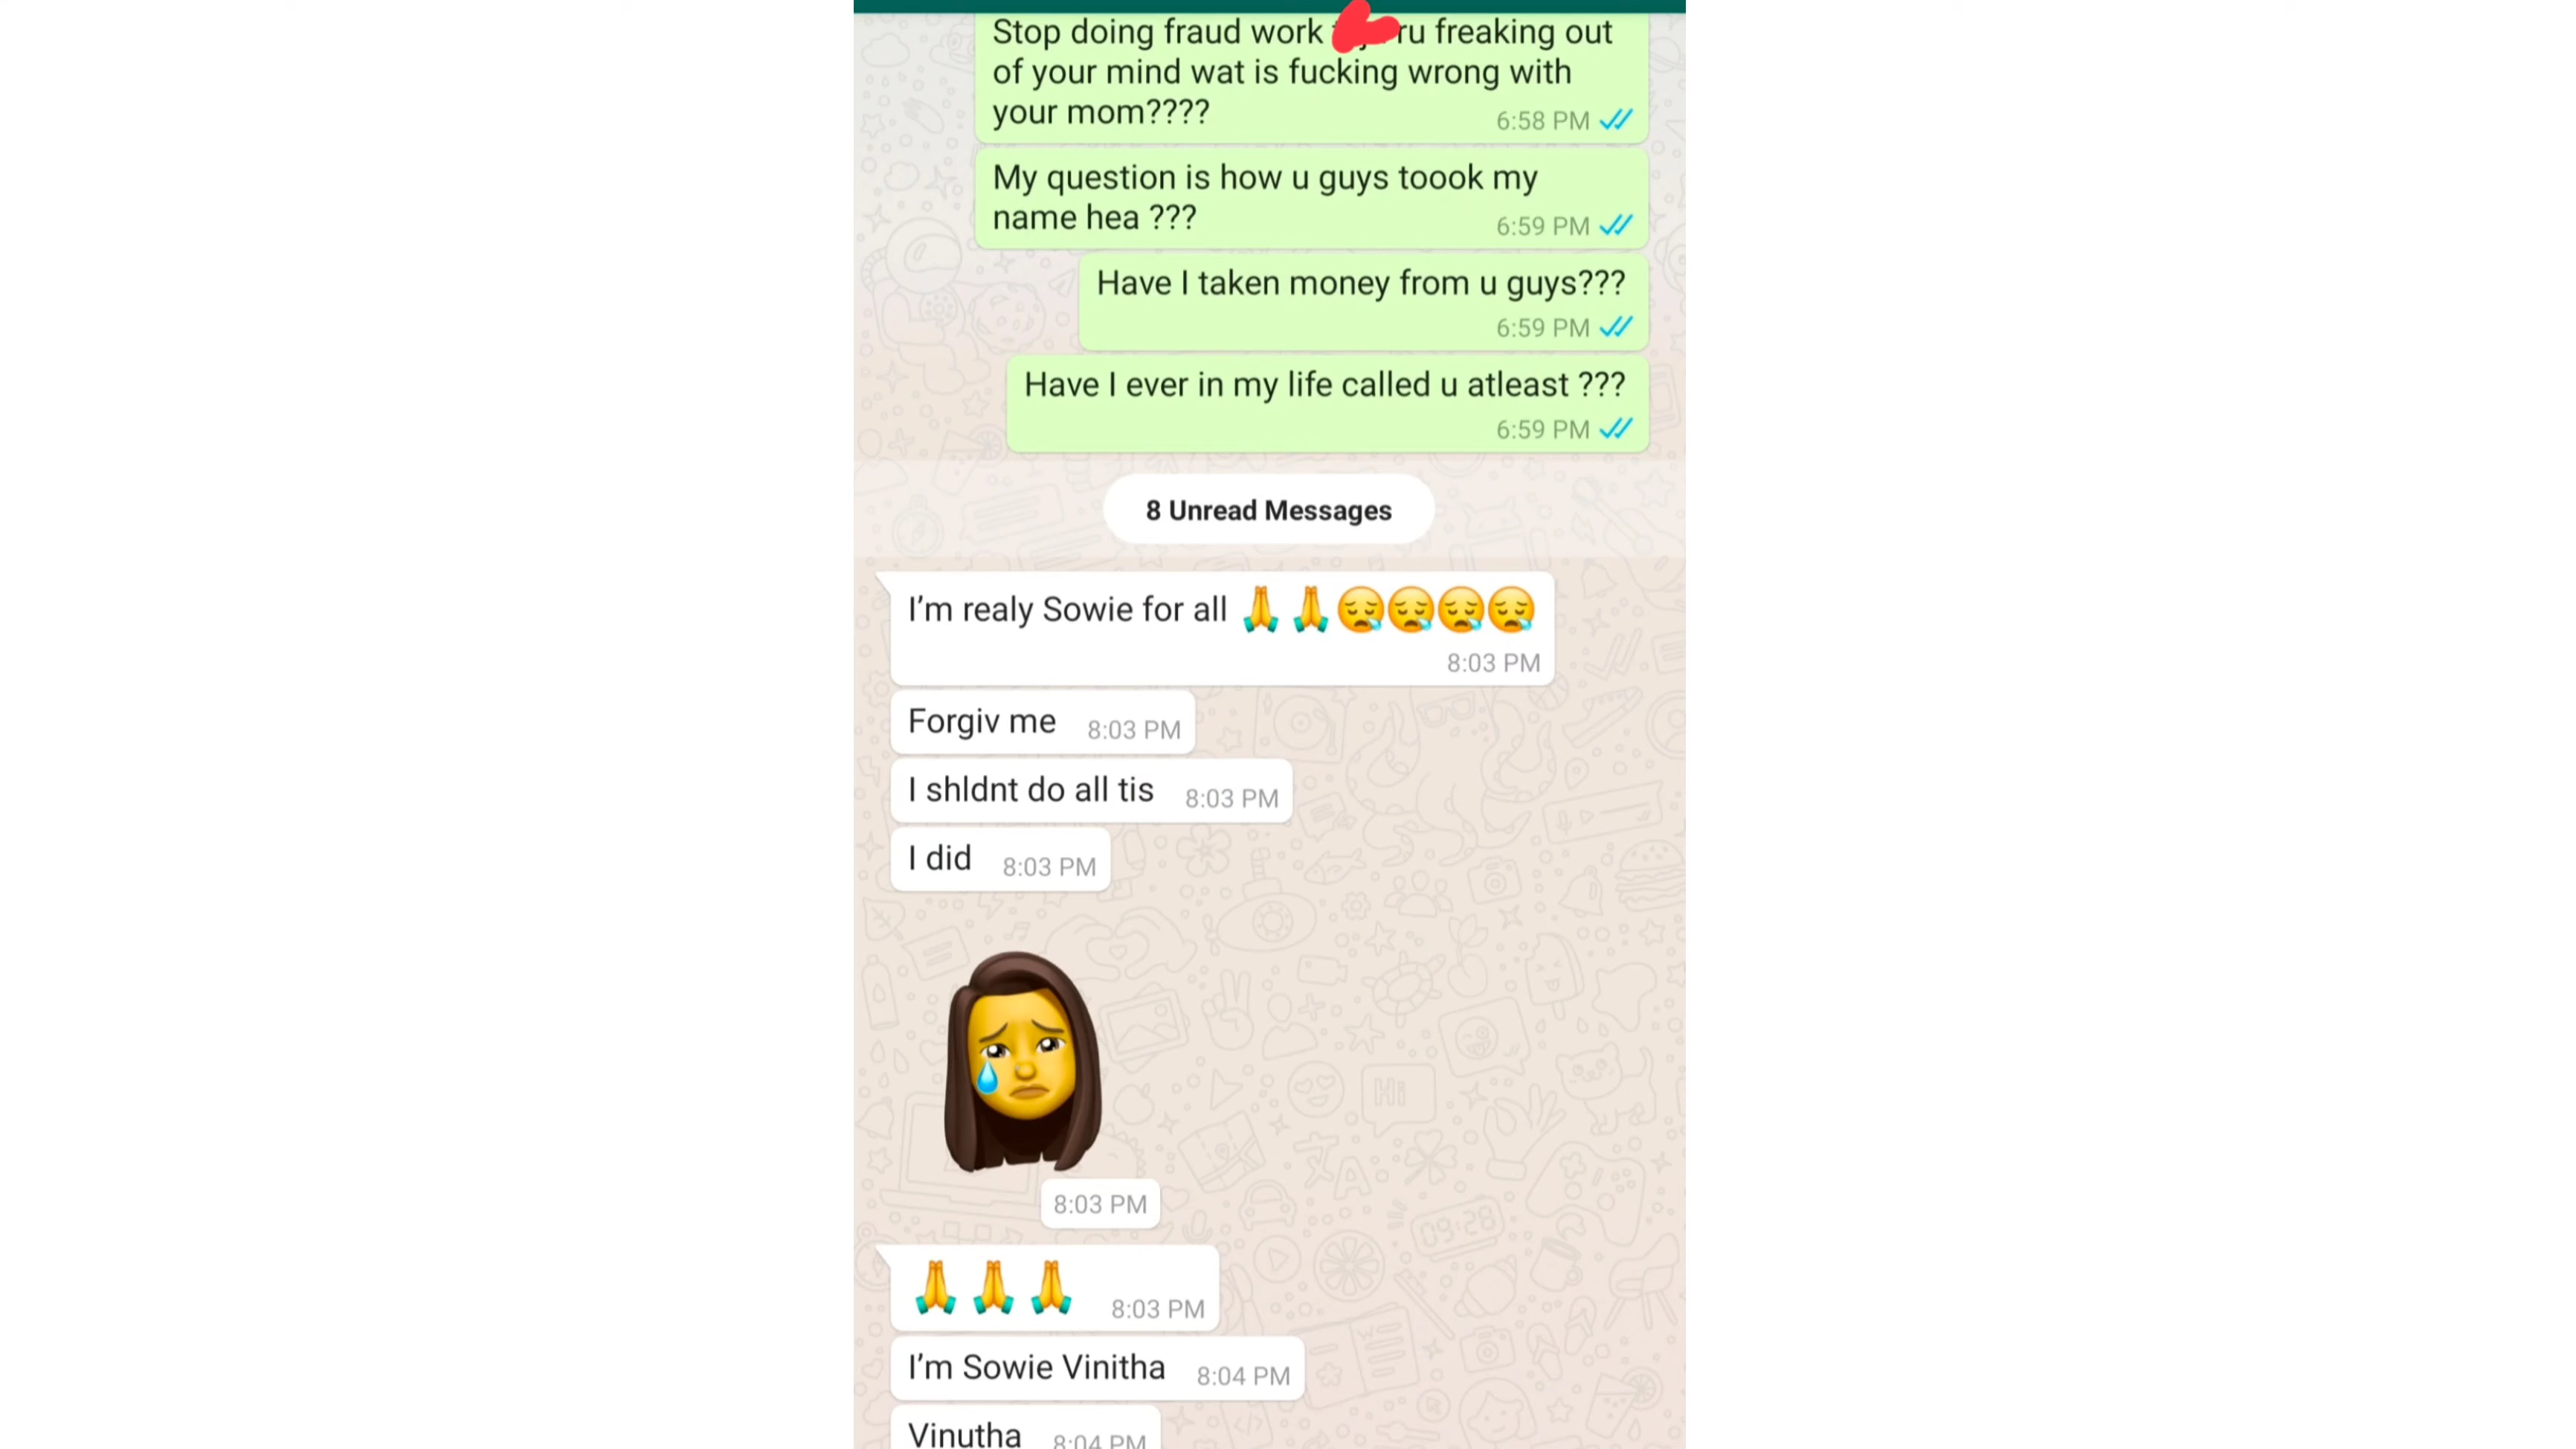 Stop doing fraud work ru freaking out
of your mind wat is fucking wrong with
your mom????
6:58 PM
My question is how u guys toook my
name hea ???
6:59 PM
Have I taken money from u guys???
6:59 PM
Have I ever in my life called u atleast ???
6:59 PM
8 Unread Messages
I'm realy Sowie for all 🙏🙏😪😪😪😪
8:03 PM
Forgiv me 8:03 PM
I shldnt do all tis 8:03 PM
I did 8:03 PM
8:03 PM
🙏🙏🙏 8:03 PM
I'm Sowie Vinitha 8:04 PM
Vinutha 8:04 PM